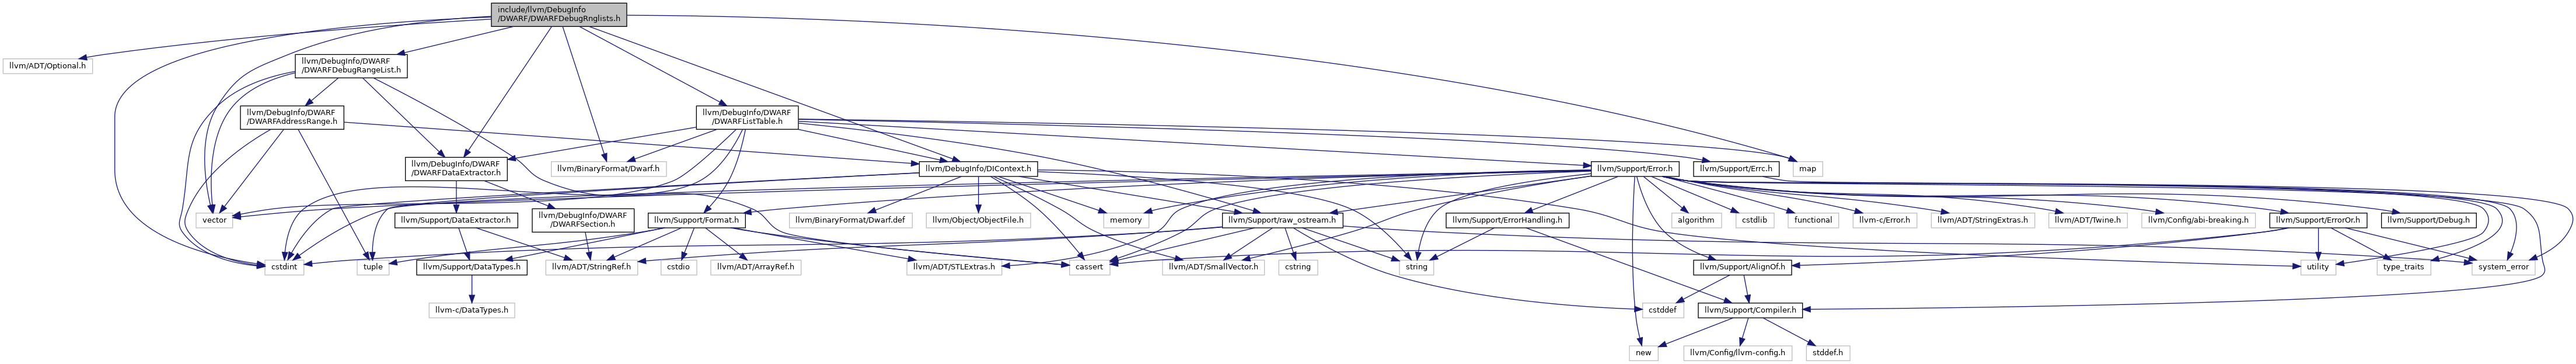 include/llvm/DebugInfo
/DWARF/DWARFDebugRnglists.h
llvm/ADT/Optional.h
llvm/DebugInfo/DWARF
/DWARFDebugRangeList.h
llvm/DebugInfo/DWARF
/DWARFAddressRange.h
llvm/DebugInfo/DWARF
/DWARFListTable.h
llvm/DebugInfo/DWARF
/DWARFDataExtractor.h
llvm/BinaryFormat/Dwarf.h
llvm/DebugInfo/DIContext.h
llvm/Support/Error.h
llvm/Support/Errc.h
map
vector
llvm/Support/DataExtractor.h
llvm/DebugInfo/DWARF
/DWARFSection.h
llvm/Support/Format.h
llvm/BinaryFormat/Dwarf.def
llvm/Object/ObjectFile.h
memory
llvm/Support/raw_ostream.h
llvm/Support/ErrorHandling.h
algorithm
cstdlib
functional
llvm-c/Error.h
llvm/ADT/StringExtras.h
llvm/ADT/Twine.h
llvm/Config/abi-breaking.h
llvm/Support/ErrorOr.h
llvm/Support/Debug.h
cstdint
tuple
llvm/Support/DataTypes.h
llvm/ADT/StringRef.h
cstdio
llvm/ADT/ArrayRef.h
llvm/ADT/STLExtras.h
cassert
llvm/ADT/SmallVector.h
cstring
string
llvm/Support/AlignOf.h
utility
type_traits
system_error
llvm-c/DataTypes.h
cstddef
llvm/Support/Compiler.h
new
llvm/Config/llvm-config.h
stddef.h